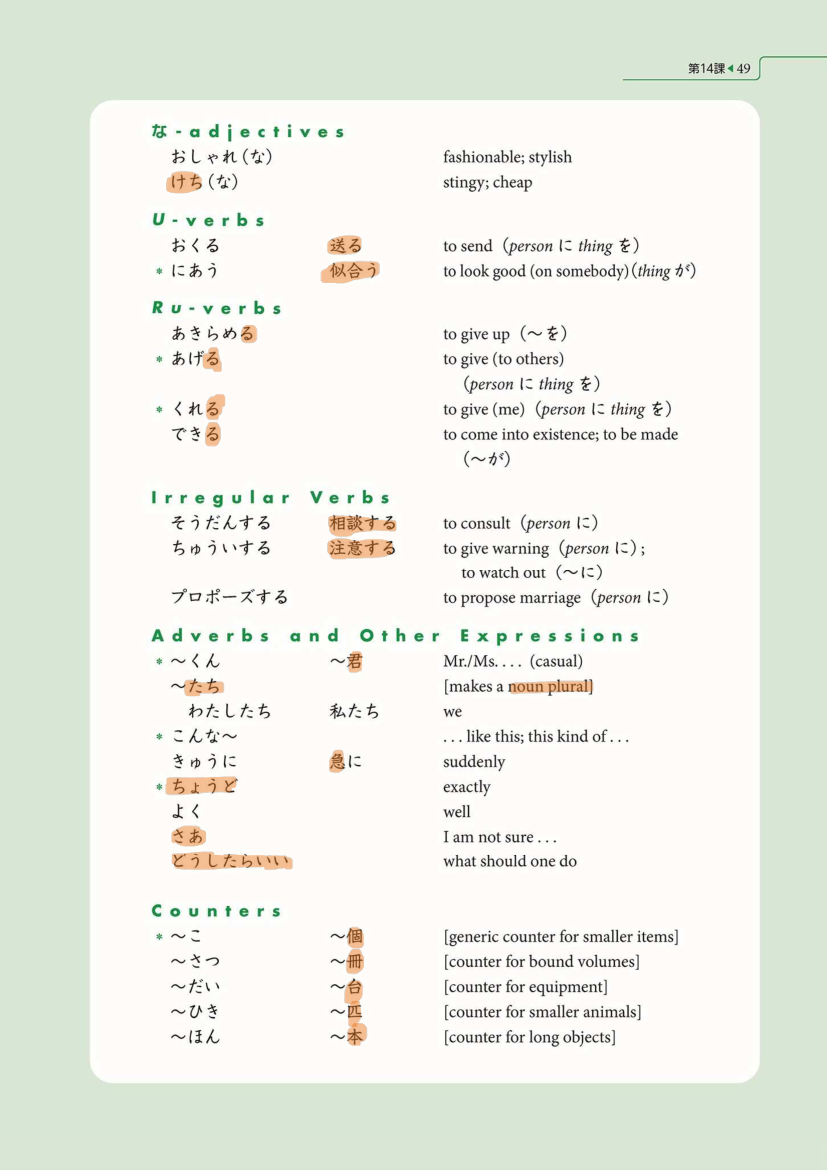 第14課◀49
な-adjectives
おしゃれ(な) fashionable; stylish
けち(な) stingy; cheap
U-verbs
おくる 送る to send (person に thing を)
* にあう 似合う to look good (on somebody)(thing が)
Ru-verbs
あきらめる to give up (〜を)
* あげる to give (to others)
(person に thing を)
* くれる to give (me) (person に thing を)
できる to come into existence; to be made
(〜が)
Irregular Verbs
そうだんする 相談する to consult (person に)
ちゅういする 注意する to give warning (person に);
to watch out (〜に)
プロポーズする to propose marriage (person に)
Adverbs and Other Expressions
* 〜くん 〜君 Mr./Ms. . . . (casual)
〜たち [makes a noun plural]
わたしたち 私たち we
* こんな〜 . . . like this; this kind of . . .
きゅうに 急に suddenly
* ちょうど exactly
よく well
さあ I am not sure . . .
どうしたらいい what should one do
Counters
* 〜こ 〜個 [generic counter for smaller items]
〜さつ 〜冊 [counter for bound volumes]
〜だい 〜台 [counter for equipment]
〜ひき 〜匹 [counter for smaller animals]
〜ほん 〜本 [counter for long objects]